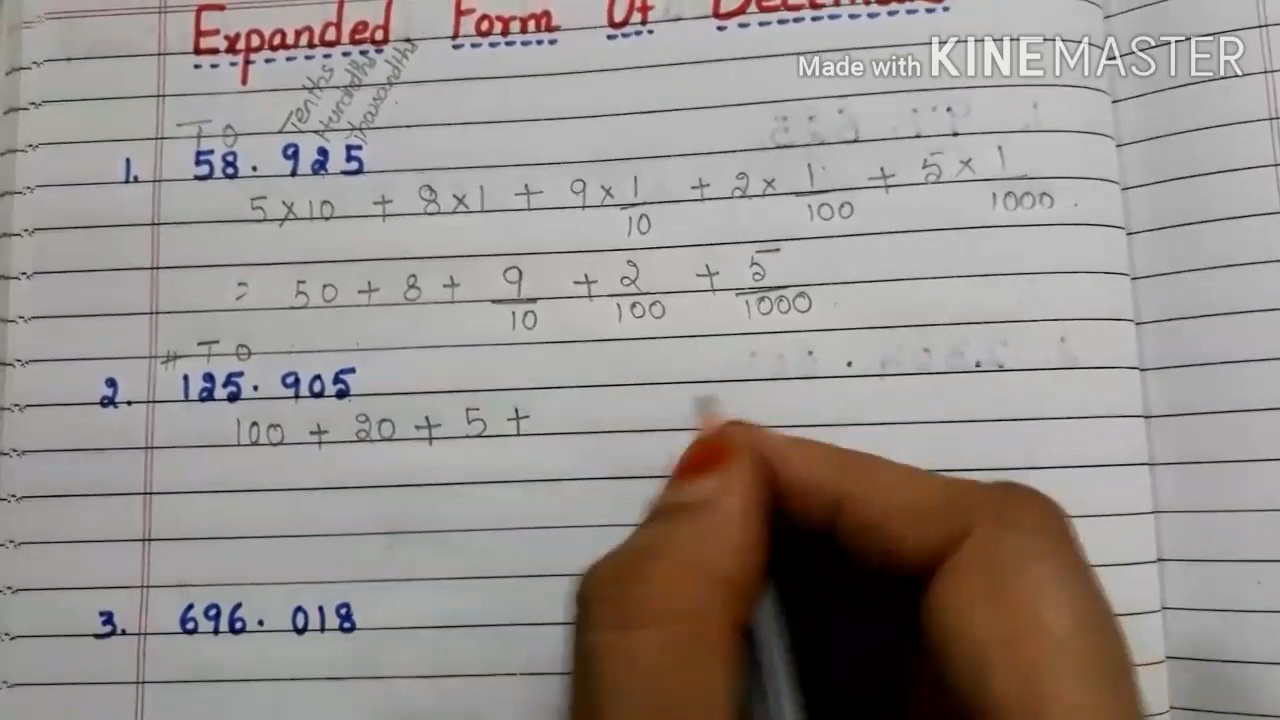 Expanded Form Of Decimals
Made with KINEMASTER
Tenths
Hundredths
thousandths
T O
1. 58.925
5×10 + 8×1 + 9×1/10 + 2×1/100 + 5×1/1000.
= 50 + 8 + 9/10 + 2/100 + 5/1000
H T O
2. 125.905
100 + 20 + 5 +
3. 696.018